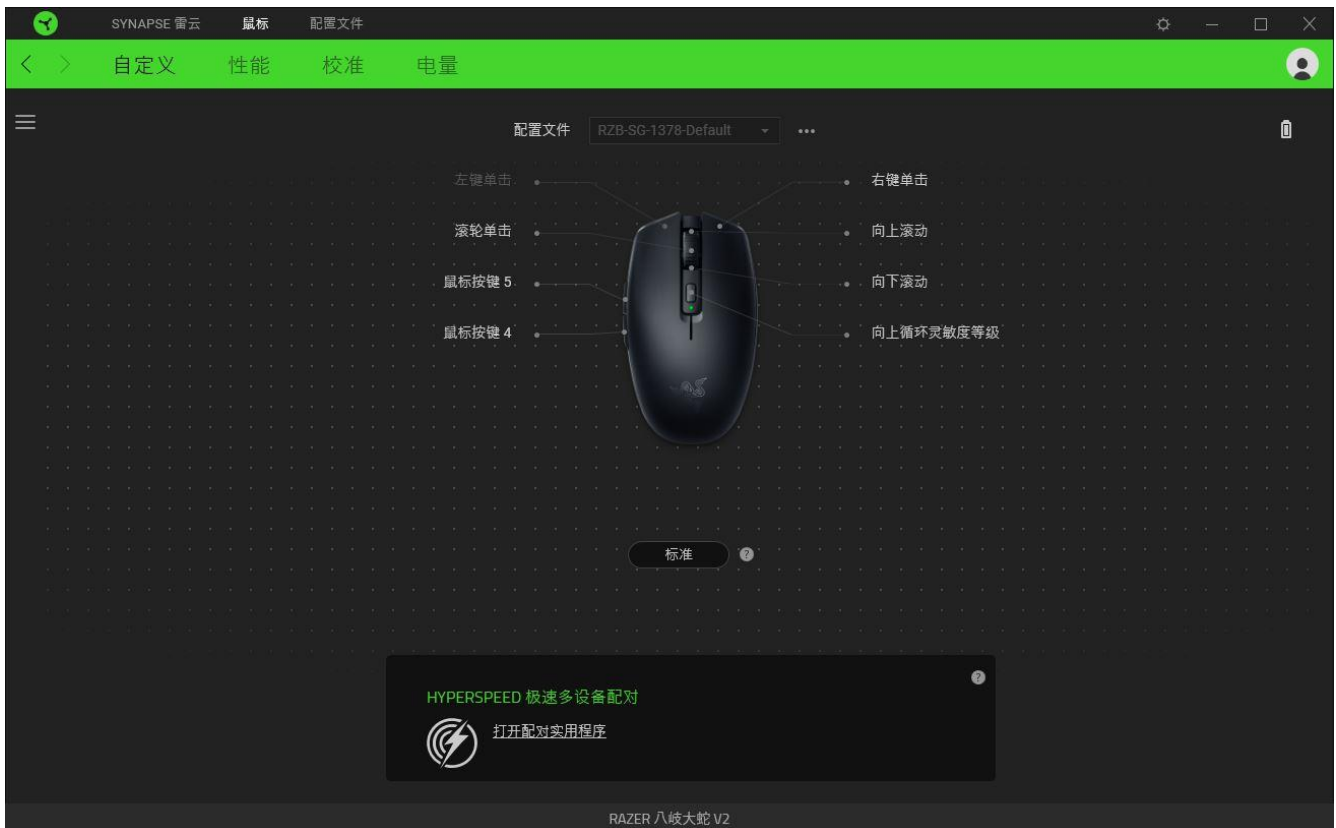 SYNAPSE 雷云 鼠标 配置文件
自定义 性能 校准 电量
配置文件 RZB-SG-1378-Default
左键单击 右键单击
滚轮单击 向上滚动
鼠标按键 5 向下滚动
鼠标按键 4 向上循环灵敏度等级
标准 ?
?
HYPERSPEED 极速多设备配对
打开配对实用程序
RAZER 八岐大蛇 V2